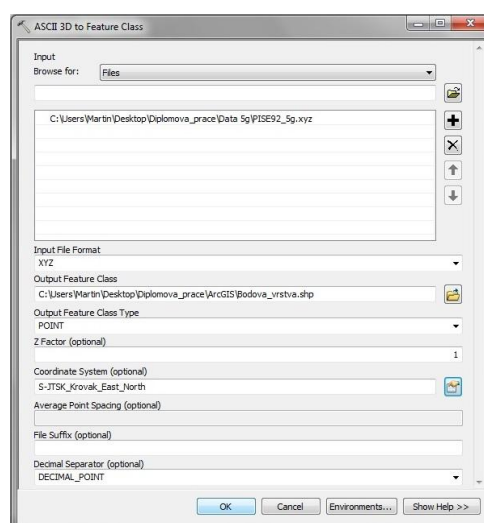 ASCII 3D to Feature Class
Input
Browse for: Files
C:\Users\Martin\Desktop\Diplomova_prace\Data 5g\PISE92_5g.xyz
Input File Format
XYZ
Output Feature Class
C:\Users\Martin\Desktop\Diplomova_prace\ArcGIS\Bodova_vrstva.shp
Output Feature Class Type
POINT
Z Factor (optional)
1
Coordinate System (optional)
S-JTSK_Krovak_East_North
Average Point Spacing (optional)
File Suffix (optional)
Decimal Separator (optional)
DECIMAL_POINT
OK Cancel Environments... Show Help >>